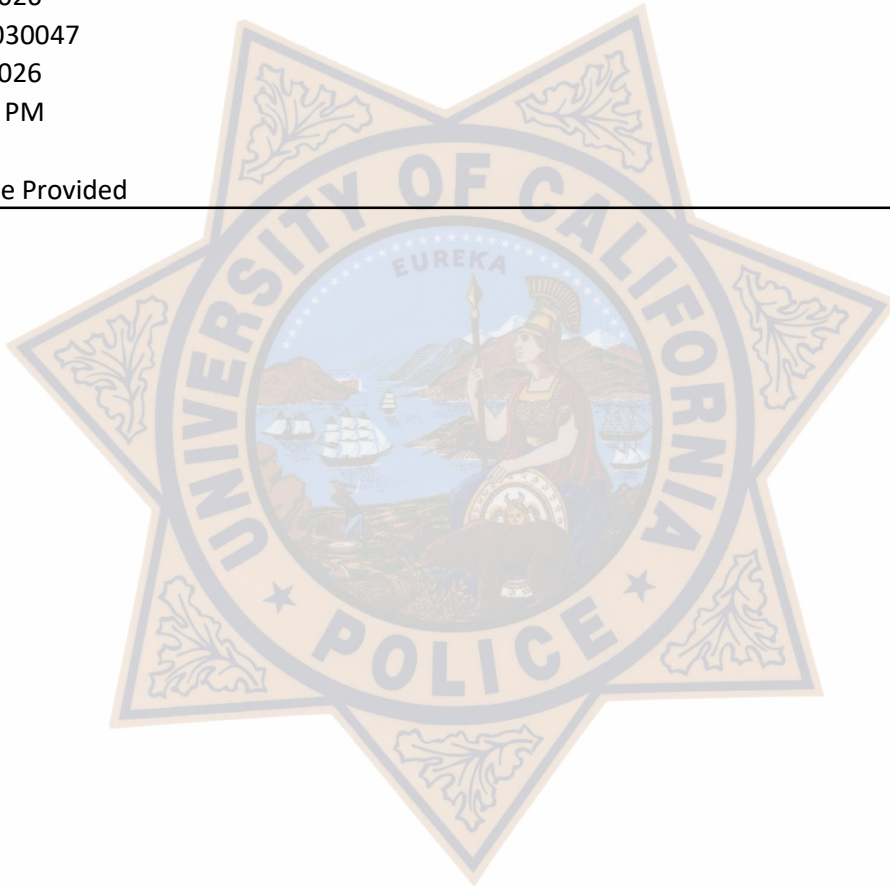 030047
026
PM
e Provided
UNIVERSITY OF CALIFORNIA
EUREKA
POLICE